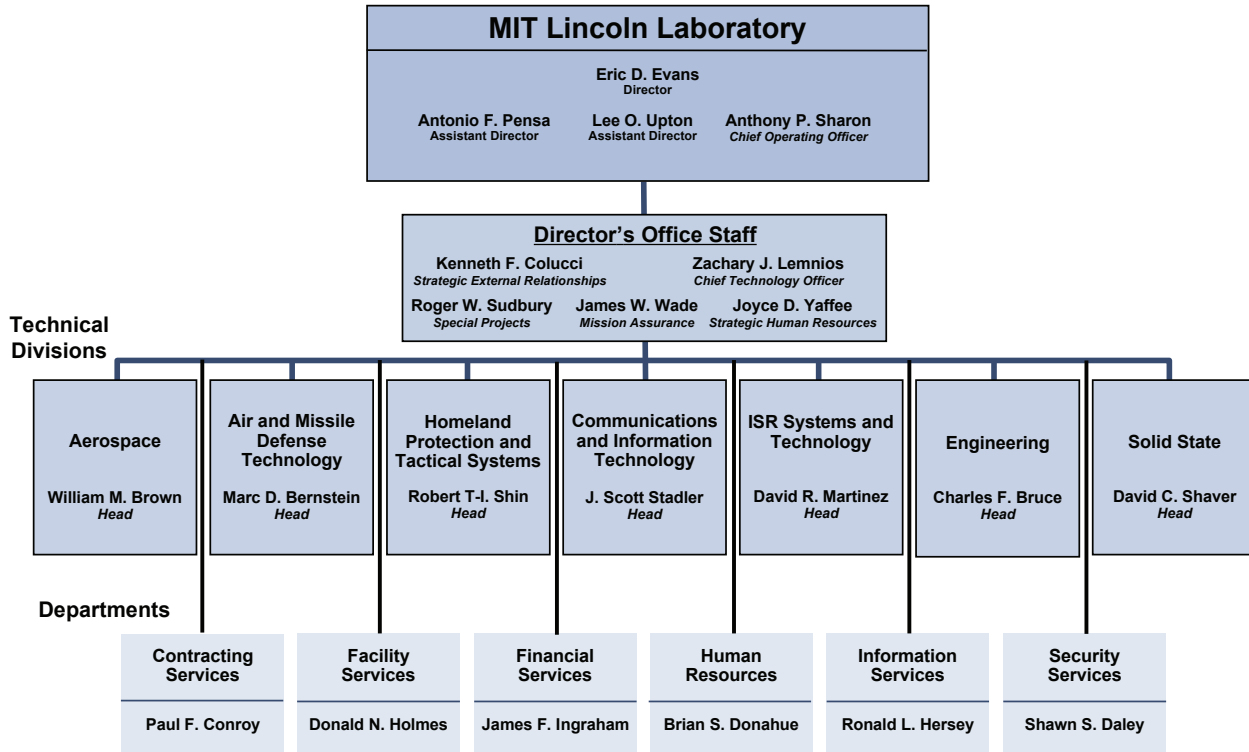 MIT Lincoln Laboratory
Eric D. Evans
Director
Antonio F. Pensa
Assistant Director
Lee O. Upton
Assistant Director
Anthony P. Sharon
Chief Operating Officer
Director's Office Staff
Kenneth F. Colucci
Strategic External Relationships
Zachary J. Lemnios
Chief Technology Officer
Roger W. Sudbury
Special Projects
James W. Wade
Mission Assurance
Joyce D. Yaffee
Strategic Human Resources
Technical
Divisions
Aerospace
William M. Brown
Head
Air and Missile
Defense
Technology
Marc D. Bernstein
Head
Homeland
Protection and
Tactical Systems
Robert T-I. Shin
Head
Communications
and Information
Technology
J. Scott Stadler
Head
ISR Systems and
Technology
David R. Martinez
Head
Engineering
Charles F. Bruce
Head
Solid State
David C. Shaver
Head
Departments
Contracting
Services
Paul F. Conroy
Facility
Services
Donald N. Holmes
Financial
Services
James F. Ingraham
Human
Resources
Brian S. Donahue
Information
Services
Ronald L. Hersey
Security
Services
Shawn S. Daley